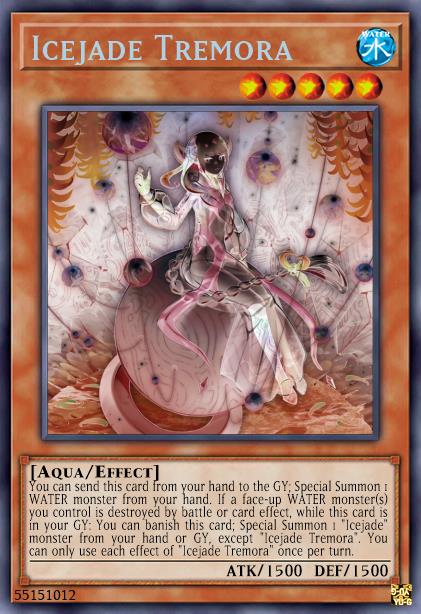 Icejade Tremora
WATER
水
[Aqua/Effect]
You can send this card from your hand to the GY; Special Summon 1
WATER monster from your hand. If a face-up WATER monster(s)
you control is destroyed by battle or card effect, while this card is
in your GY: You can banish this card; Special Summon 1 "Icejade"
monster from your hand or GY, except "Icejade Tremora". You
can only use each effect of "Icejade Tremora" once per turn.
ATK/1500 DEF/1500
55151012